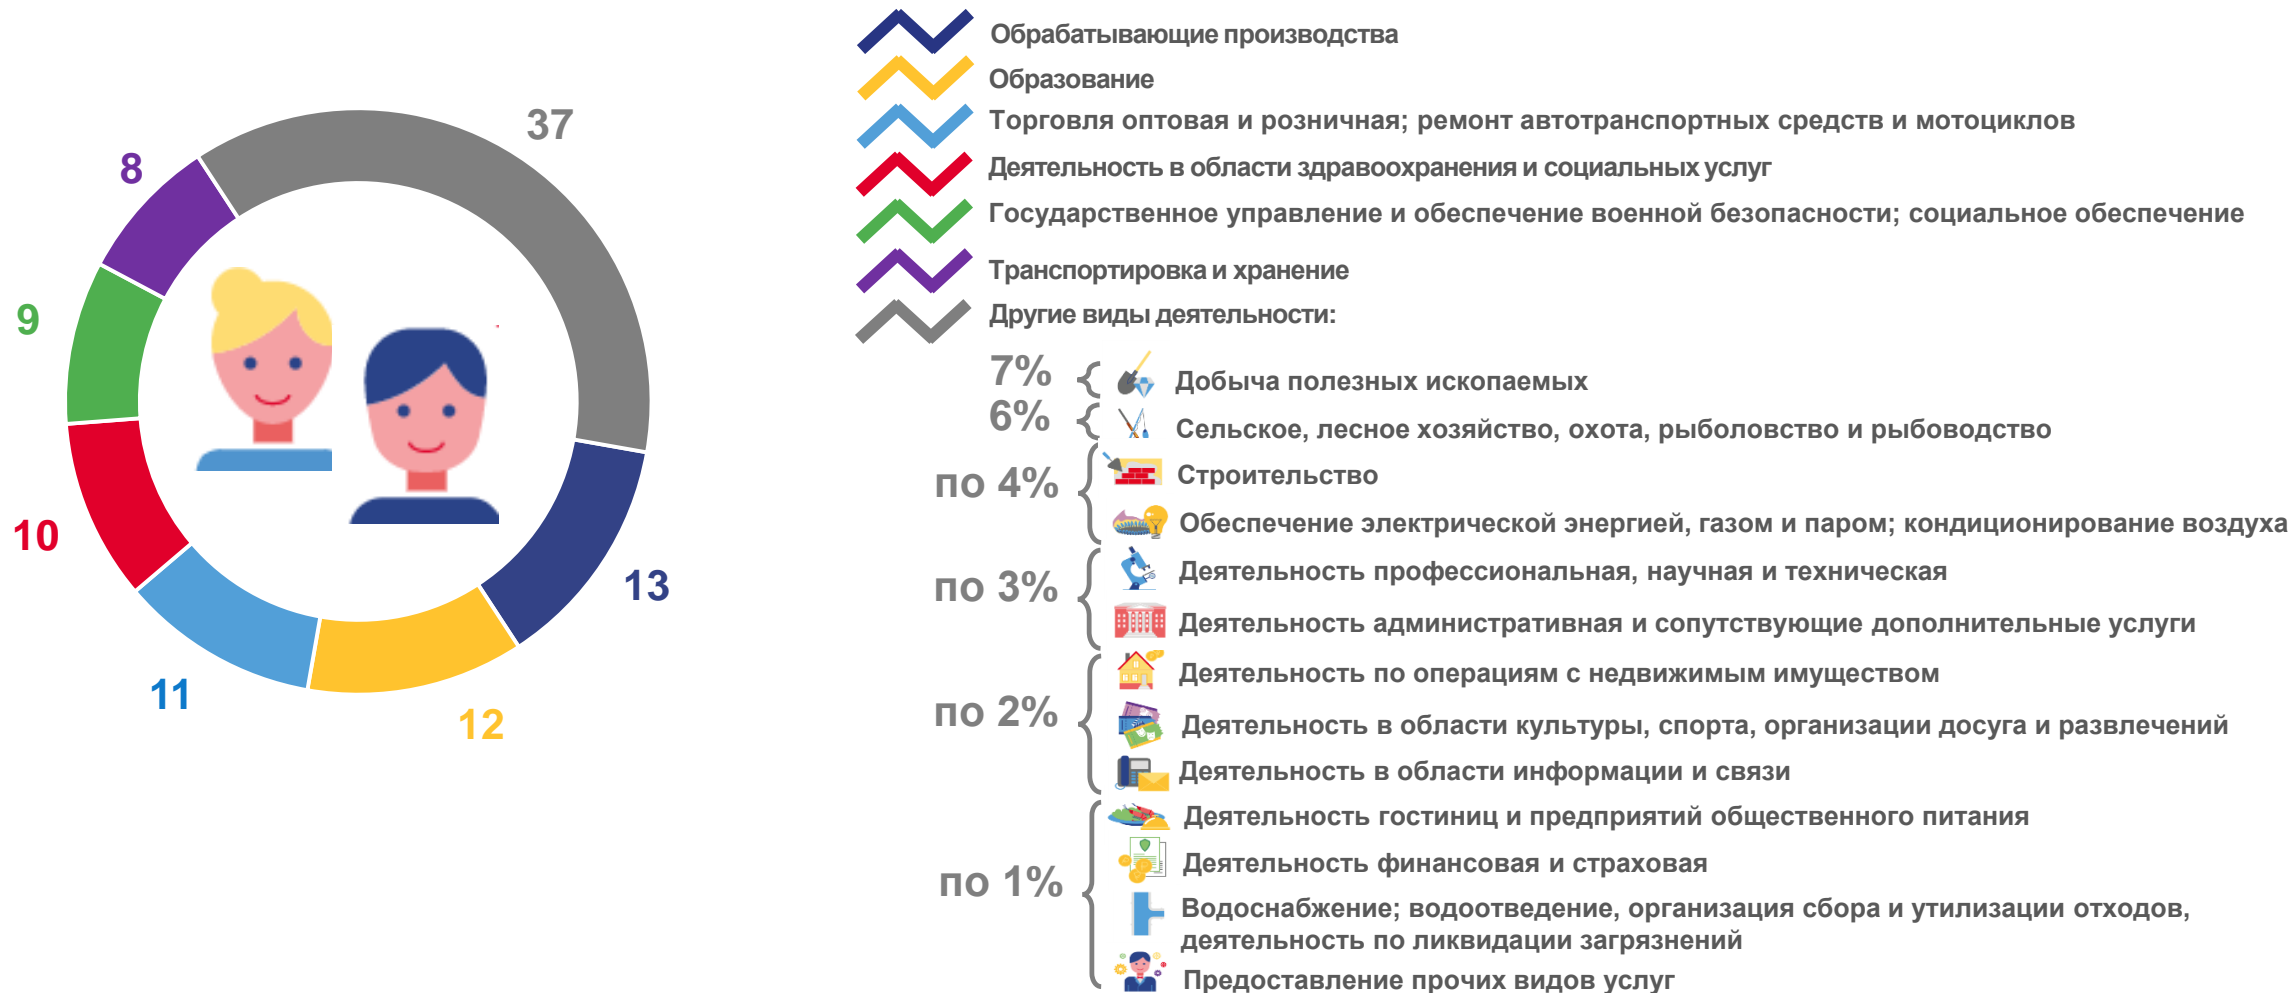 37
8
9
10
11
12
13
Обрабатывающие производства
Образование
Торговля оптовая и розничная; ремонт автотранспортных средств и мотоциклов
Деятельность в области здравоохранения и социальных услуг
Государственное управление и обеспечение военной безопасности; социальное обеспечение
Транспортировка и хранение
Другие виды деятельности:
7%
Добыча полезных ископаемых
6%
Сельское, лесное хозяйство, охота, рыболовство и рыбоводство
по 4%
Строительство
Обеспечение электрической энергией, газом и паром; кондиционирование воздуха
по 3%
Деятельность профессиональная, научная и техническая
Деятельность административная и сопутствующие дополнительные услуги
по 2%
Деятельность по операциям с недвижимым имуществом
Деятельность в области культуры, спорта, организации досуга и развлечений
Деятельность в области информации и связи
по 1%
Деятельность гостиниц и предприятий общественного питания
Деятельность финансовая и страховая
Водоснабжение; водоотведение, организация сбора и утилизации отходов,
деятельность по ликвидации загрязнений
Предоставление прочих видов услуг